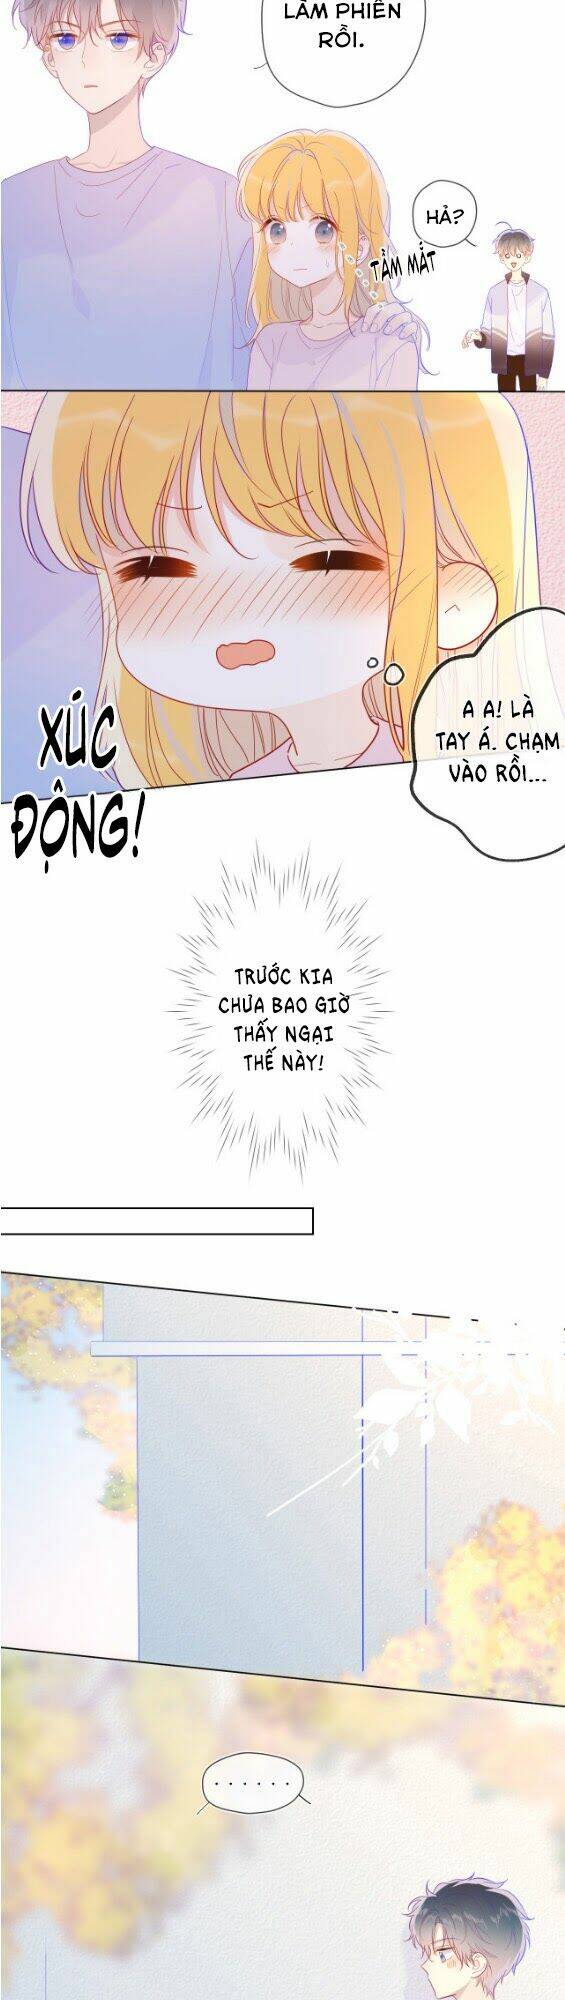 LÀM PHIỀN
RỒI.
HẢ?
TẦM MẮT
A A! LÀ
TAY Á. CHẠM
VÀO RỒI...
XÚC
ĐỘNG!
TRƯỚC KIA
CHƯA BAO GIỜ
THẤY NGẠI
THẾ NÀY!
......